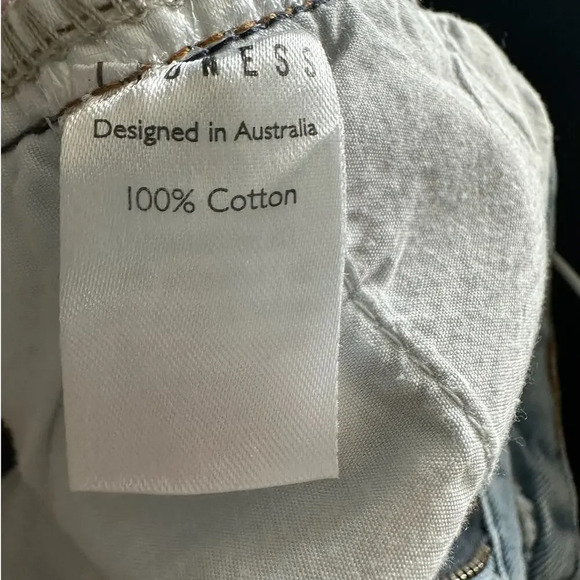 Designed in Australia
100% Cotton